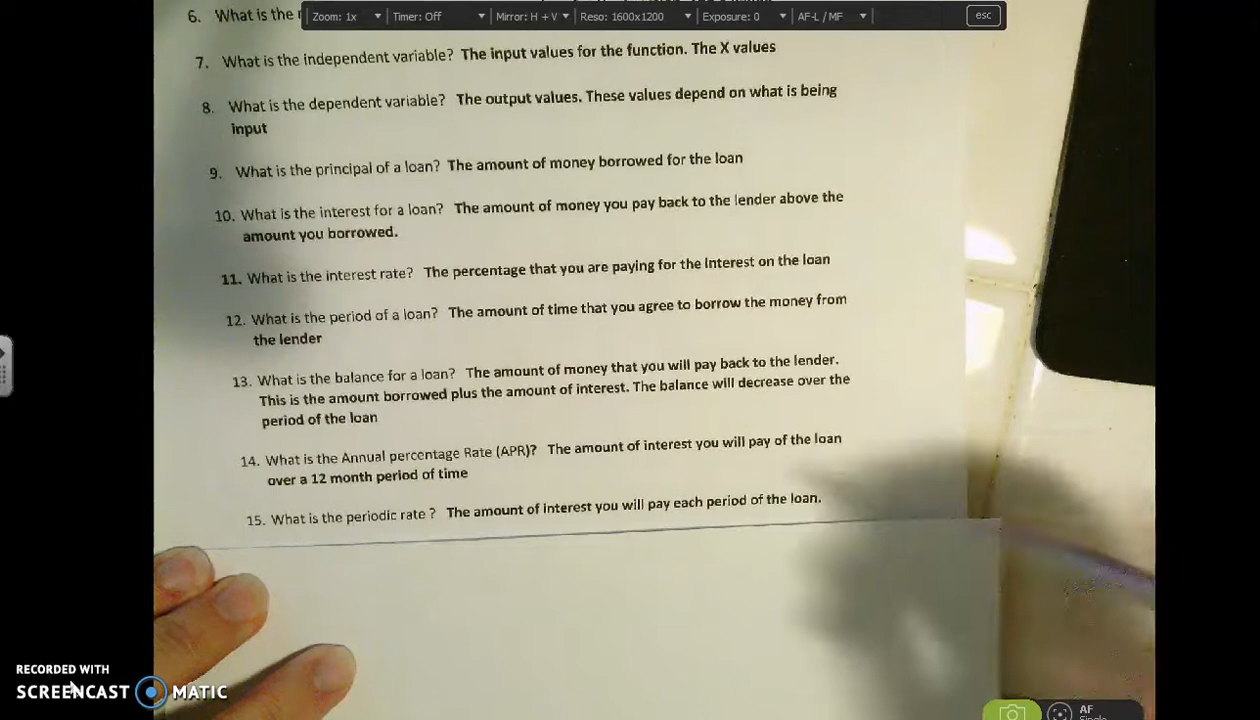 Zoom: 1x Timer: Off Mirror: H + V Reso: 1600x1200 Exposure: 0 AF-L / MF esc
6. What is the
7. What is the independent variable? The input values for the function. The X values
8. What is the dependent variable? The output values. These values depend on what is being
input
9. What is the principal of a loan? The amount of money borrowed for the loan
10. What is the interest for a loan? The amount of money you pay back to the lender above the
amount you borrowed.
11. What is the interest rate? The percentage that you are paying for the interest on the loan
12. What is the period of a loan? The amount of time that you agree to borrow the money from
the lender
13. What is the balance for a loan? The amount of money that you will pay back to the lender.
This is the amount borrowed plus the amount of interest. The balance will decrease over the
period of the loan
14. What is the Annual percentage Rate (APR)? The amount of interest you will pay of the loan
over a 12 month period of time
15. What is the periodic rate ? The amount of interest you will pay each period of the loan.
RECORDED WITH
SCREENCAST MATIC
AF
Single